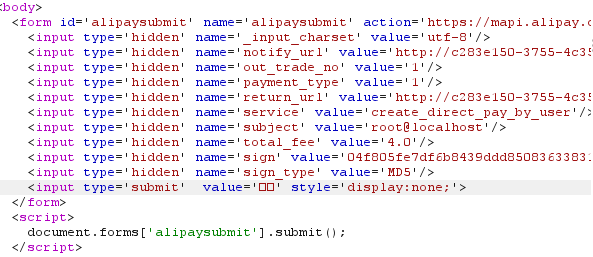 <body>
<form id='alipaysubmit' name='alipaysubmit' action='https://mapi.alipay.c
<input type='hidden' name='_input_charset' value='utf-8'/>
<input type='hidden' name='notify_url' value='http://c283e150-3755-4c35
<input type='hidden' name='out_trade_no' value='1'/>
<input type='hidden' name='payment_type' value='1'/>
<input type='hidden' name='return_url' value='http://c283e150-3755-4c35
<input type='hidden' name='service' value='create_direct_pay_by_user'/
<input type='hidden' name='subject' value='root@localhost'/>
<input type='hidden' name='total_fee' value='4.0'/>
<input type='hidden' name='sign' value='04f805fe7df6b8439ddd85083633831
<input type='hidden' name='sign_type' value='MD5'/>
<input type='submit' value='□□' style='display:none;'>
</form>
<script>
document.forms['alipaysubmit'].submit();
</script>